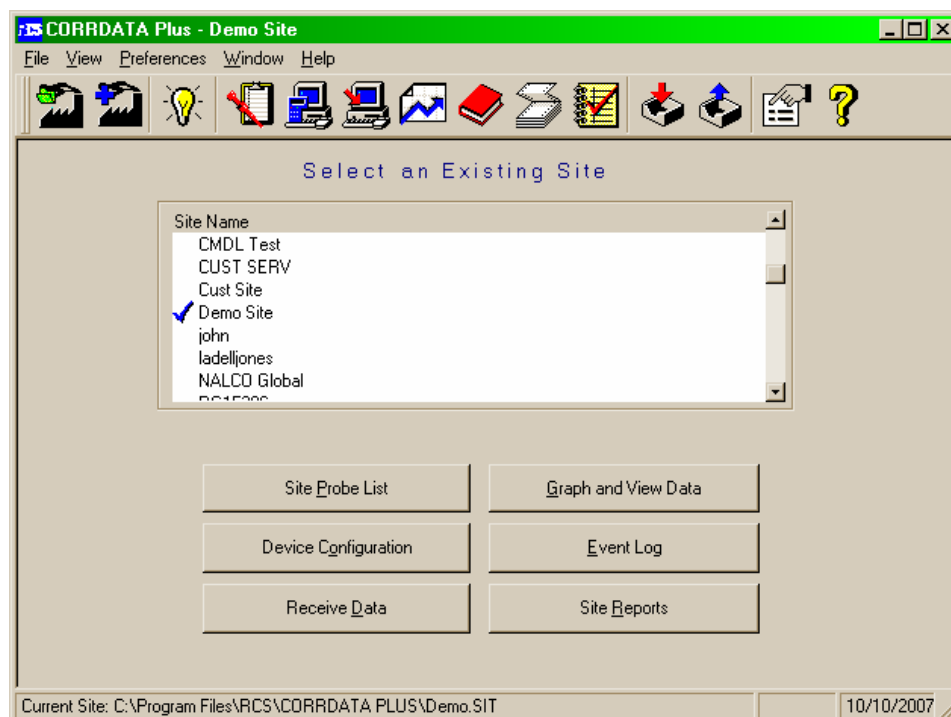 RCS CORRDATA Plus - Demo Site
File View Preferences Window Help
Select an Existing Site
Site Name
CMDL Test
CUST SERV
Cust Site
Demo Site
john
ladelljones
NALCO Global
Site Probe List
Graph and View Data
Device Configuration
Event Log
Receive Data
Site Reports
Current Site: C:\Program Files\RCS\CORRDATA PLUS\Demo.SIT
10/10/2007